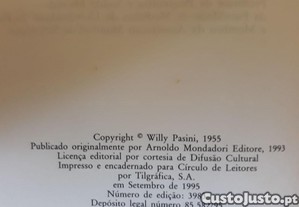 Copyright © Willy Pasini, 1955
Publicado originalmente por Arnoldo Mondadori Editore, 1993
Licença editorial por cortesia de Difusão Cultural
Impresso e encadernado para Círculo de Leitores
por Tilgráfica, S.A.
em Setembro de 1995
Número de edição:
Depósito legal número
CustoJusto.pt